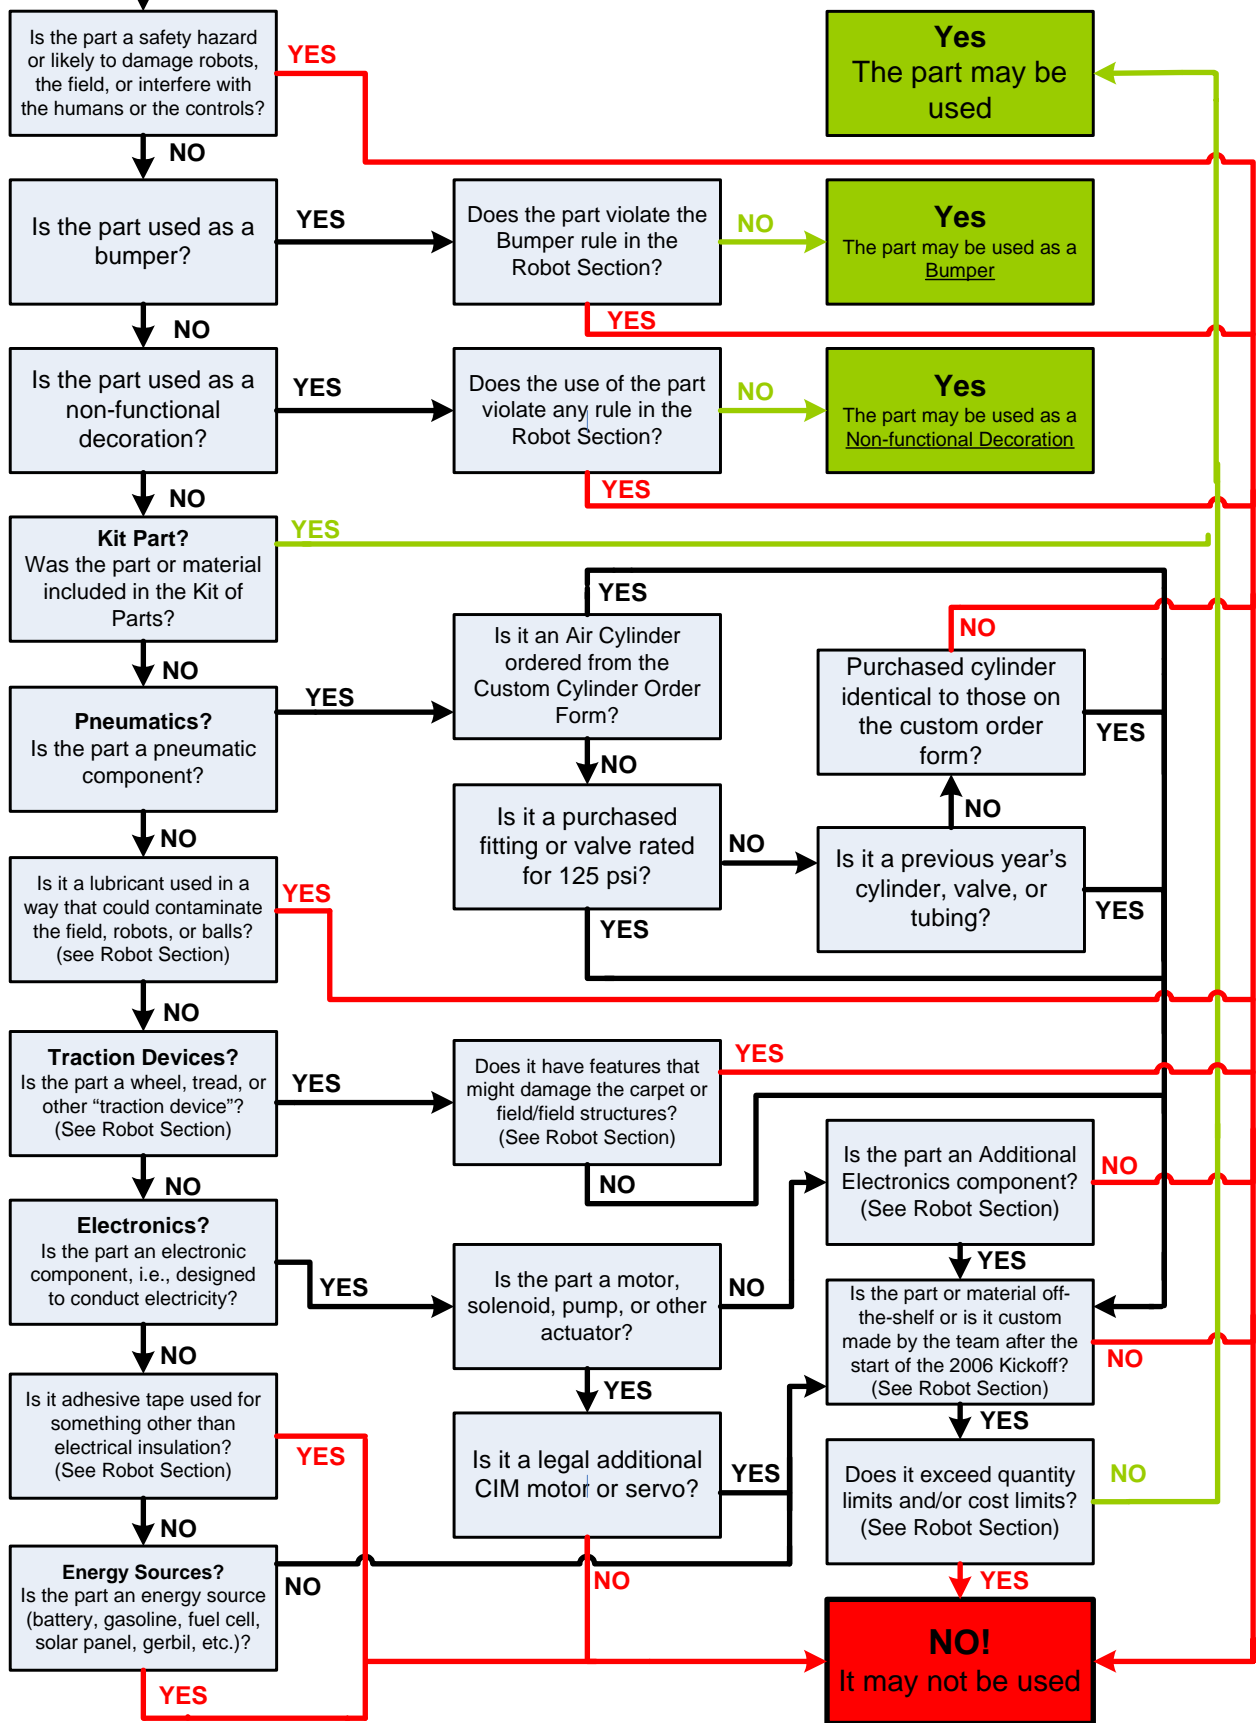 Is the part a safety hazard
or likely to damage robots,
the field, or interfere with
the humans or the controls?
YES
Yes
The part may be
used
NO
Is the part used as a
bumper?
YES
Does the part violate the
Bumper rule in the
Robot Section?
NO
Yes
The part may be used as a
Bumper
NO
YES
Is the part used as a
non-functional
decoration?
YES
Does the use of the part
violate any rule in the
Robot Section?
NO
Yes
The part may be used as a
Non-functional Decoration
NO
YES
Kit Part?
Was the part or material
included in the Kit of
Parts?
YES
NO
YES
Is it an Air Cylinder
ordered from the
Custom Cylinder Order
Form?
NO
Purchased cylinder
identical to those on
the custom order
form?
YES
Pneumatics?
Is the part a pneumatic
component?
YES
NO
NO
NO
Is it a purchased
fitting or valve rated
for 125 psi?
NO
Is it a previous year's
cylinder, valve, or
tubing?
YES
YES
Is it a lubricant used in a
way that could contaminate
the field, robots, or balls?
(see Robot Section)
YES
NO
Traction Devices?
Is the part a wheel, tread, or
other “traction device”?
(See Robot Section)
YES
Does it have features that
might damage the carpet or
field/field structures?
(See Robot Section)
YES
NO
NO
Is the part an Additional
Electronics component?
(See Robot Section)
NO
YES
Electronics?
Is the part an electronic
component, i.e., designed
to conduct electricity?
YES
Is the part a motor,
solenoid, pump, or other
actuator?
NO
Is the part or material off-
the-shelf or is it custom
made by the team after the
start of the 2006 Kickoff?
(See Robot Section)
NO
NO
YES
YES
Is it adhesive tape used for
something other than
electrical insulation?
(See Robot Section)
YES
Is it a legal additional
CIM motor or servo?
YES
Does it exceed quantity
limits and/or cost limits?
(See Robot Section)
NO
NO
Energy Sources?
Is the part an energy source
(battery, gasoline, fuel cell,
solar panel, gerbil, etc.)?
NO
NO
YES
YES
NO!
It may not be used